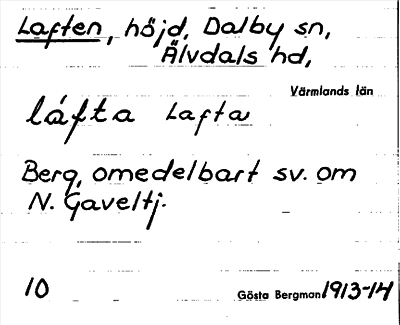 Laften, höjd, Dalby sn,
Älvdals hd,
Värmlands län
láfta Lafta
Berg, omedelbart sv. om
N. Gaveltj.
10
Gösta Bergman 1913-14